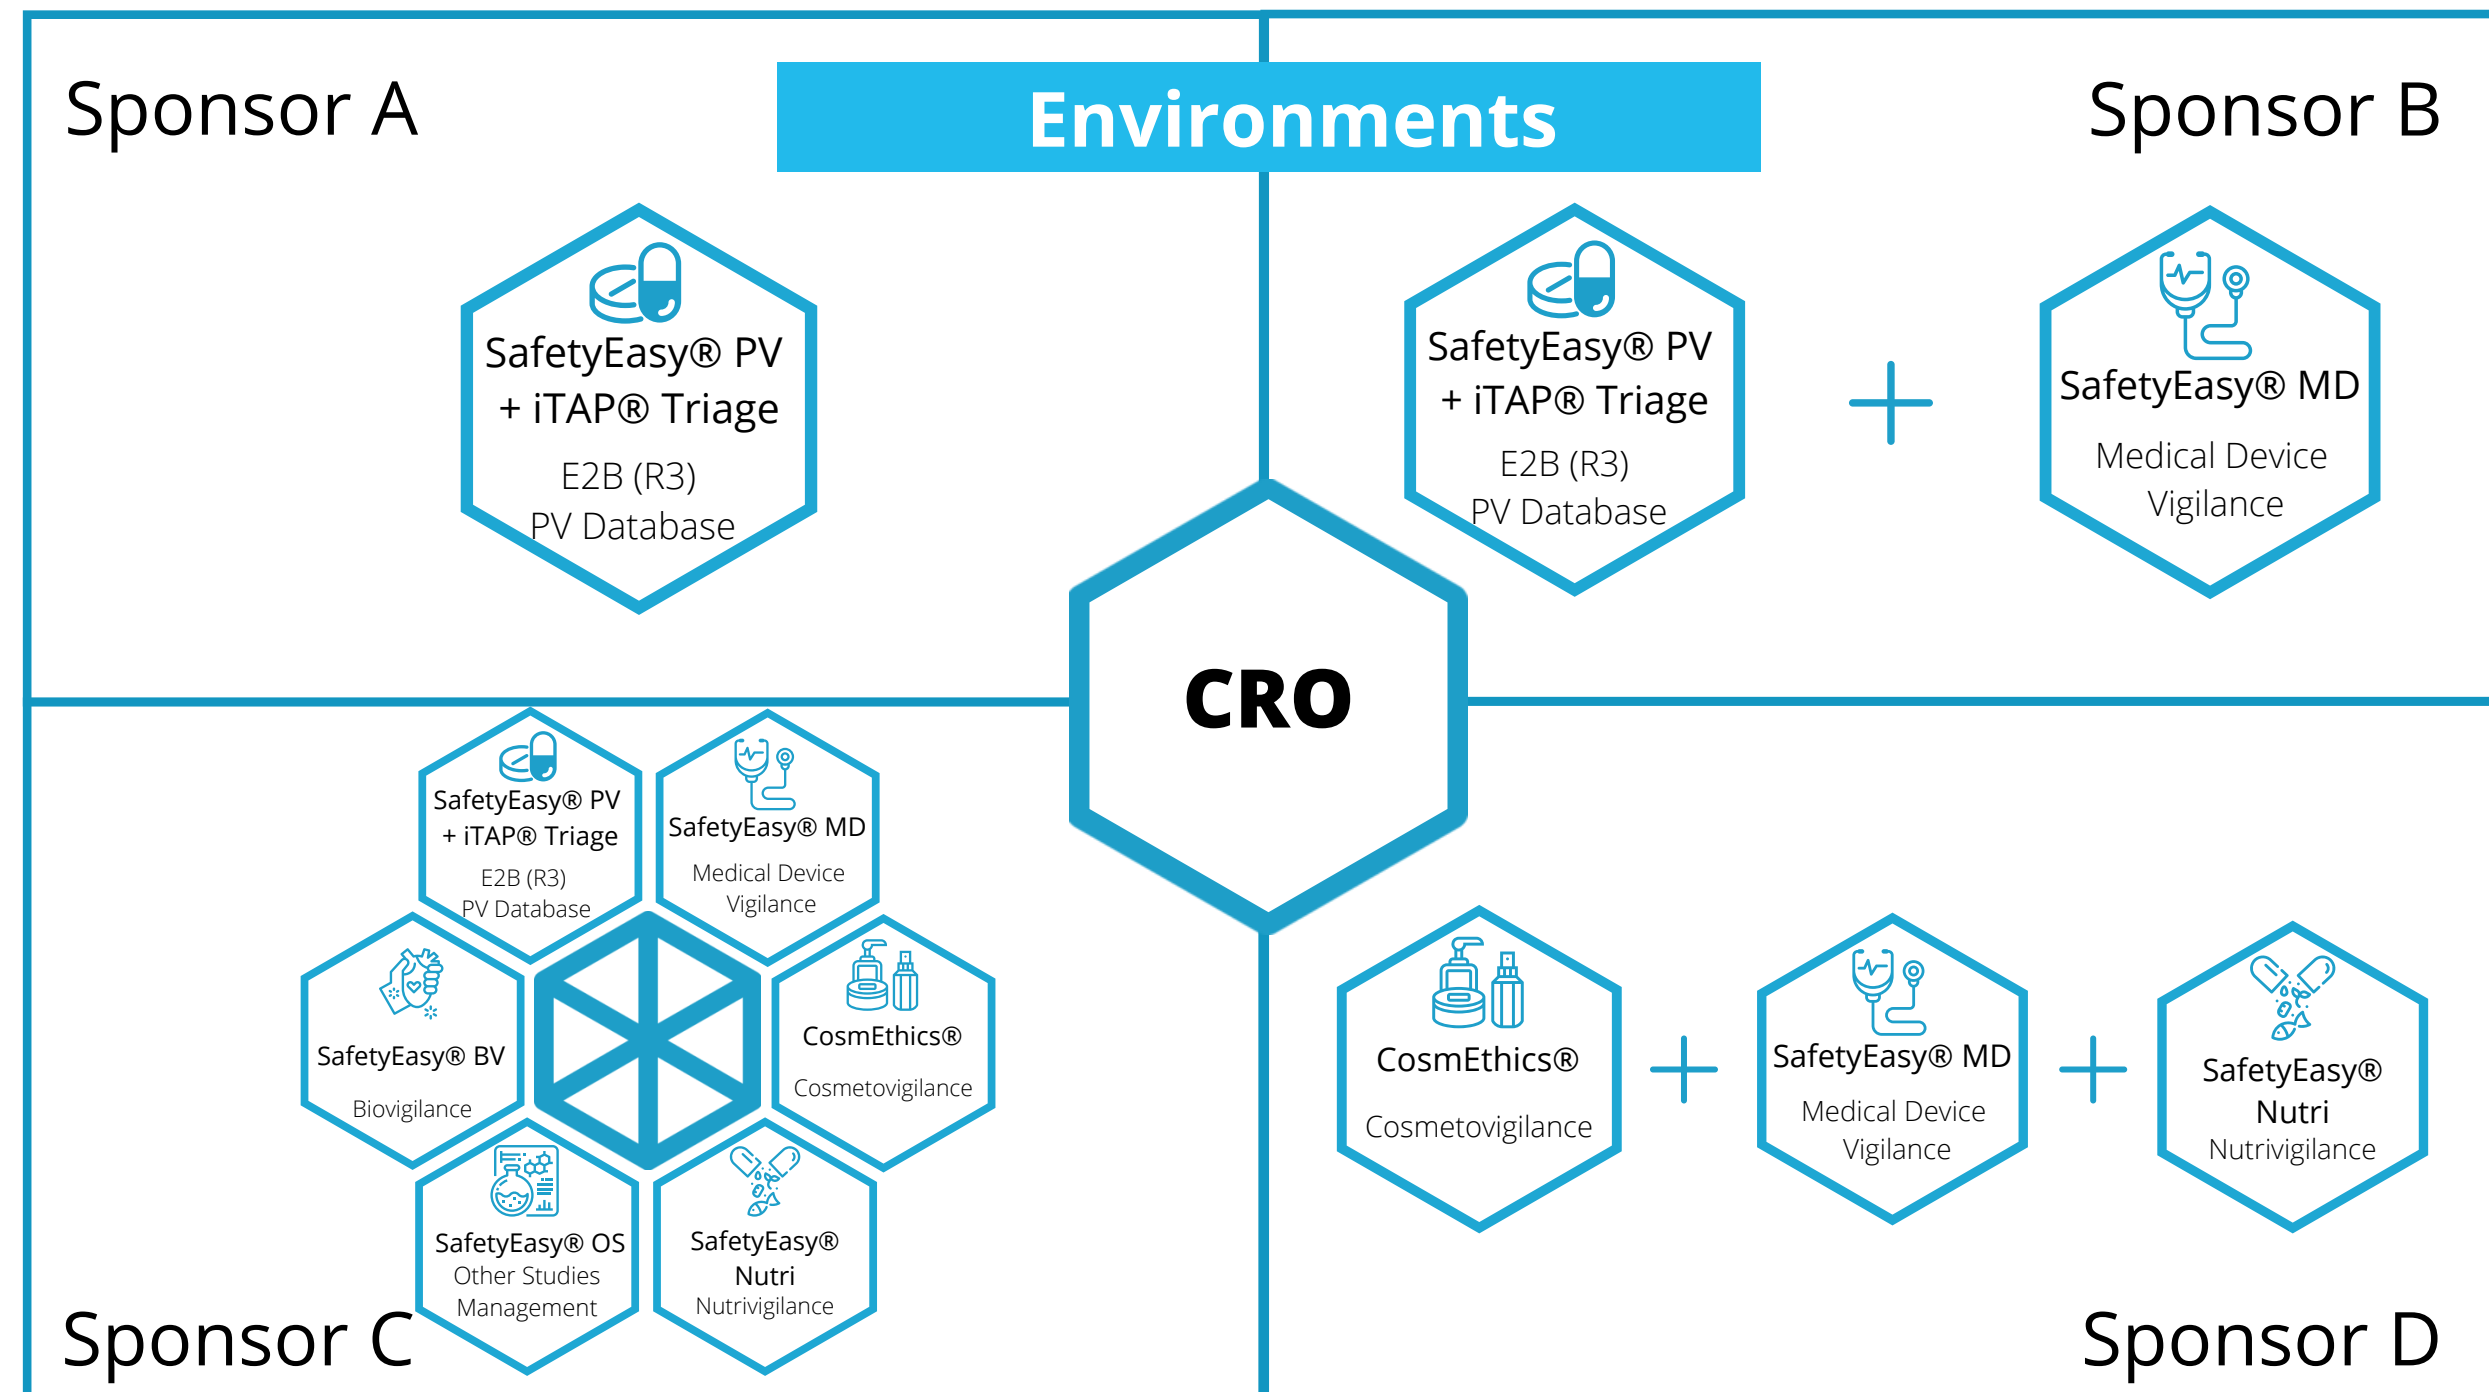 Environments
Sponsor A
SafetyEasy® PV
+ iTAP® Triage
E2B (R3)
PV Database
Sponsor B
SafetyEasy® PV
+ iTAP® Triage
E2B (R3)
PV Database
SafetyEasy® MD
Medical Device
Vigilance
CRO
SafetyEasy® PV
+ iTAP® Triage
E2B (R3)
PV Database
SafetyEasy® MD
Medical Device
Vigilance
SafetyEasy® BV
Biovigilance
CosmEthics®
Cosmetovigilance
SafetyEasy® OS
Other Studies
Management
SafetyEasy®
Nutri
Nutrivigilance
Sponsor C
CosmEthics®
Cosmetovigilance
SafetyEasy® MD
Medical Device
Vigilance
SafetyEasy®
Nutri
Nutrivigilance
Sponsor D